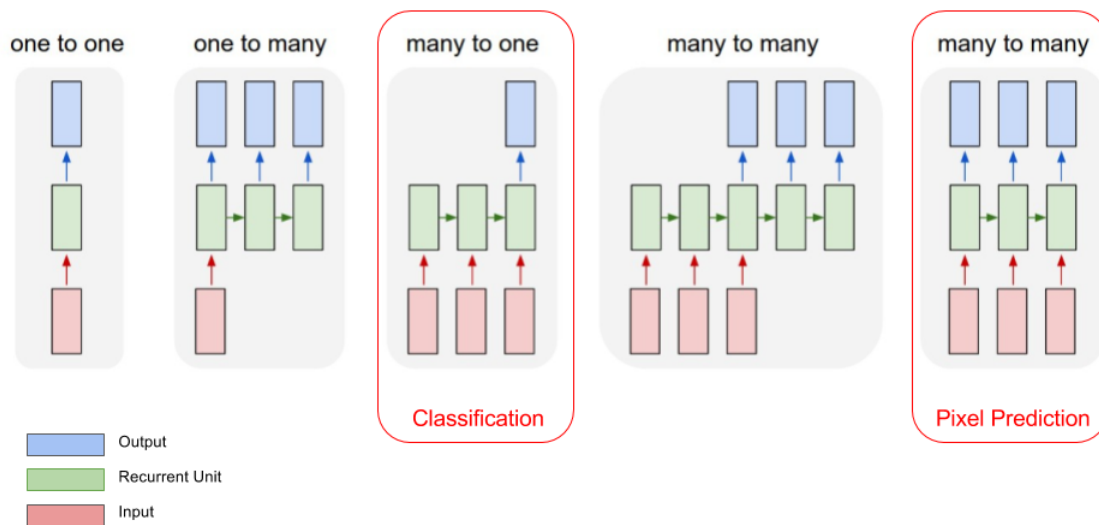 one to one
one to many
many to one
many to many
many to many
Classification
Pixel Prediction
Output
Recurrent Unit
Input